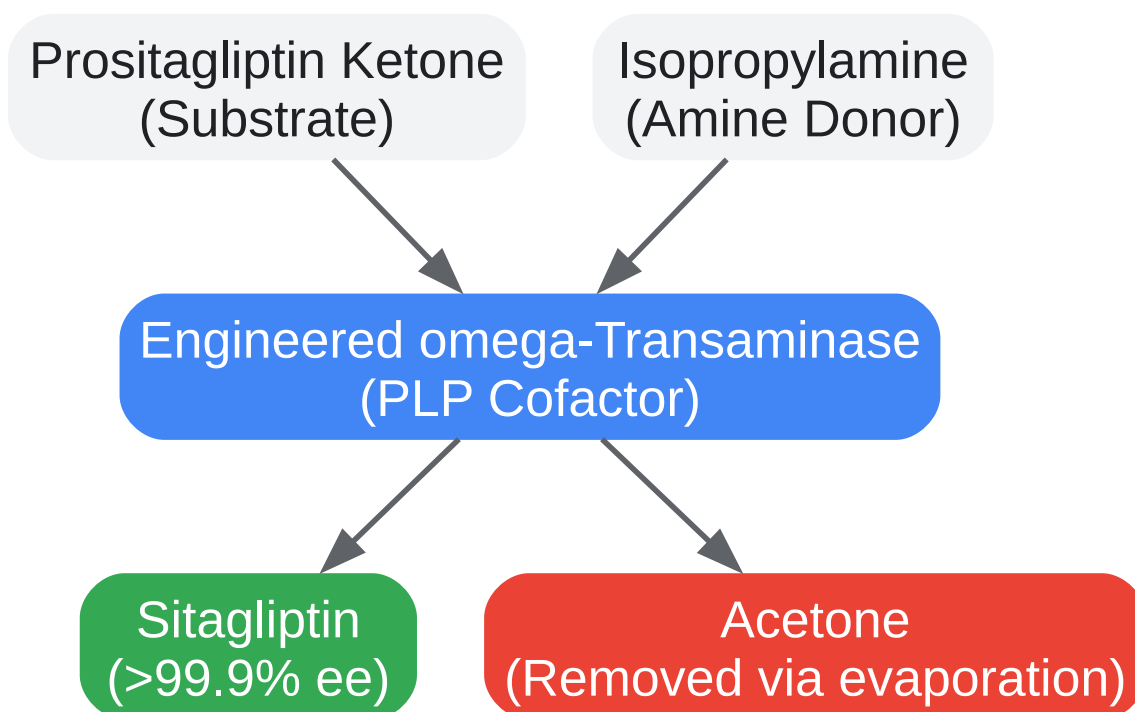 Prositagliptin Ketone
(Substrate)
Isopropylamine
(Amine Donor)
Engineered omega-Transaminase
(PLP Cofactor)
Sitagliptin
(>99.9% ee)
Acetone
(Removed via evaporation)